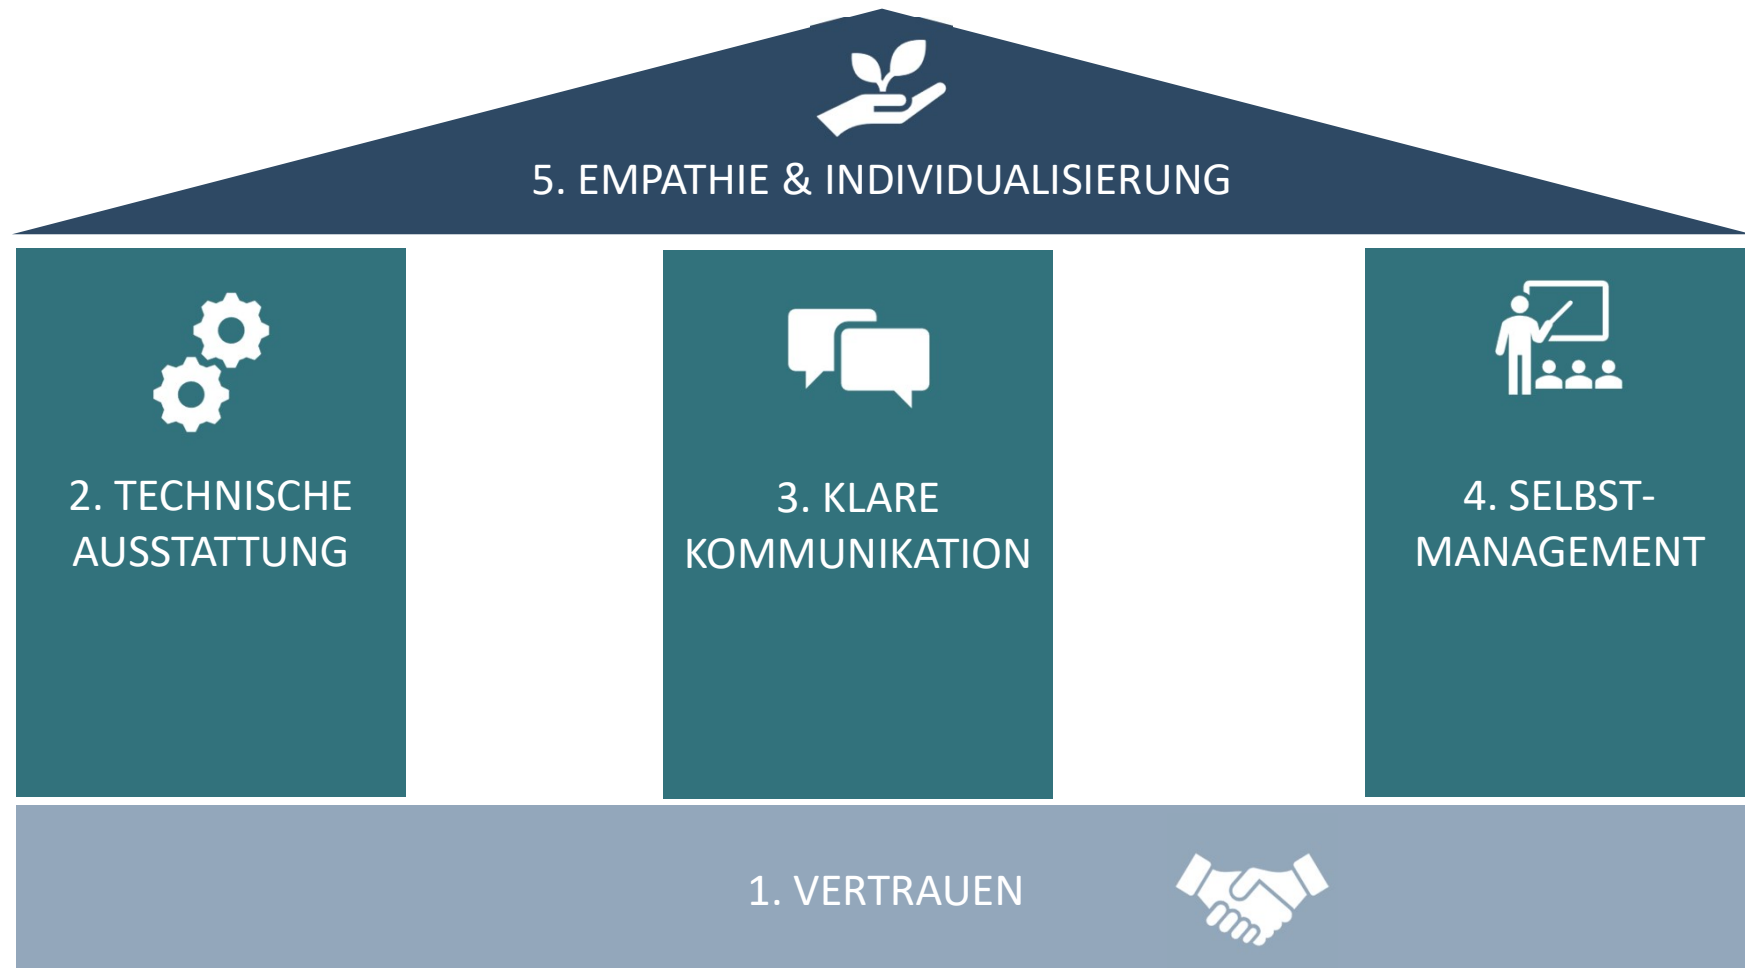 5. EMPATHIE & INDIVIDUALISIERUNG
2. TECHNISCHE
AUSSTATTUNG
3. KLARE
KOMMUNIKATION
4. SELBST-
MANAGEMENT
1. VERTRAUEN